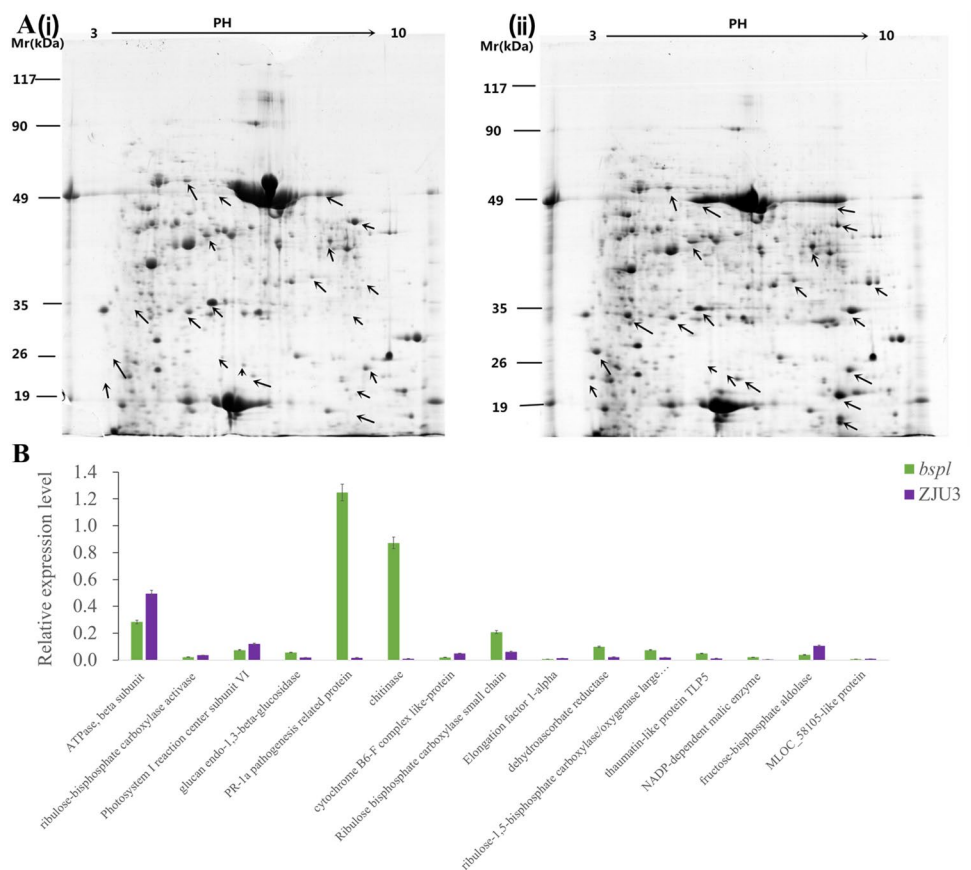 A (i) PH (ii) PH
3 10 3 10
Mr(kDa) Mr(kDa)
117 117
90 90
49 49
35 35
26 26
19 19
B
bspl
ZJU3
Relative expression level
1.4
1.2
1.0
0.8
0.6
0.4
0.2
0.0
ATPase, beta subunit
ribulose-bisphosphate carboxylase activase
Photosystem I reaction center subunit VI
glucan endo-1,3-beta-glucosidase
PR-1a pathogenesis related protein
chitinase
cytochrome B6-F complex like-protein
Ribulose bisphosphate carboxylase small chain
Elongation factor 1-alpha
dehydroascorbate reductase
ribulose-1,5-bisphosphate carboxylase/oxygenase large…
thaumatin-like protein TLP5
NADP-dependent malic enzyme
fructose-bisphosphate aldolase
MLOC_58105-like protein